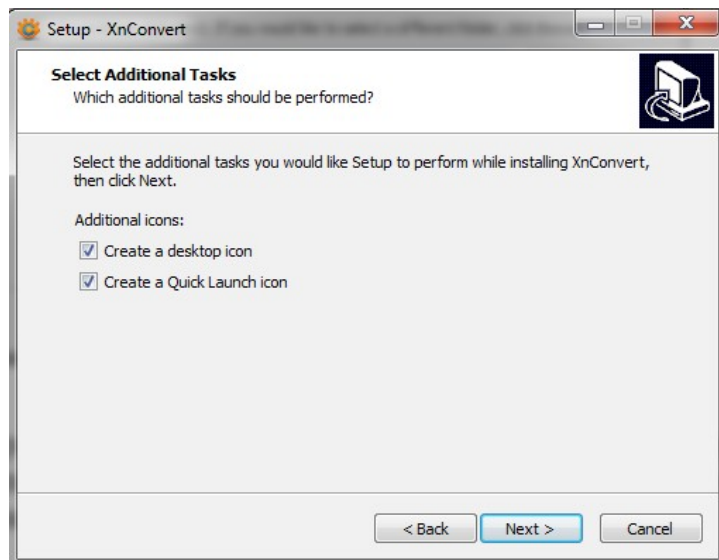 Setup - XnConvert
Select Additional Tasks
Which additional tasks should be performed?
Select the additional tasks you would like Setup to perform while installing XnConvert,
then click Next.
Additional icons:
Create a desktop icon
Create a Quick Launch icon
< Back
Next >
Cancel